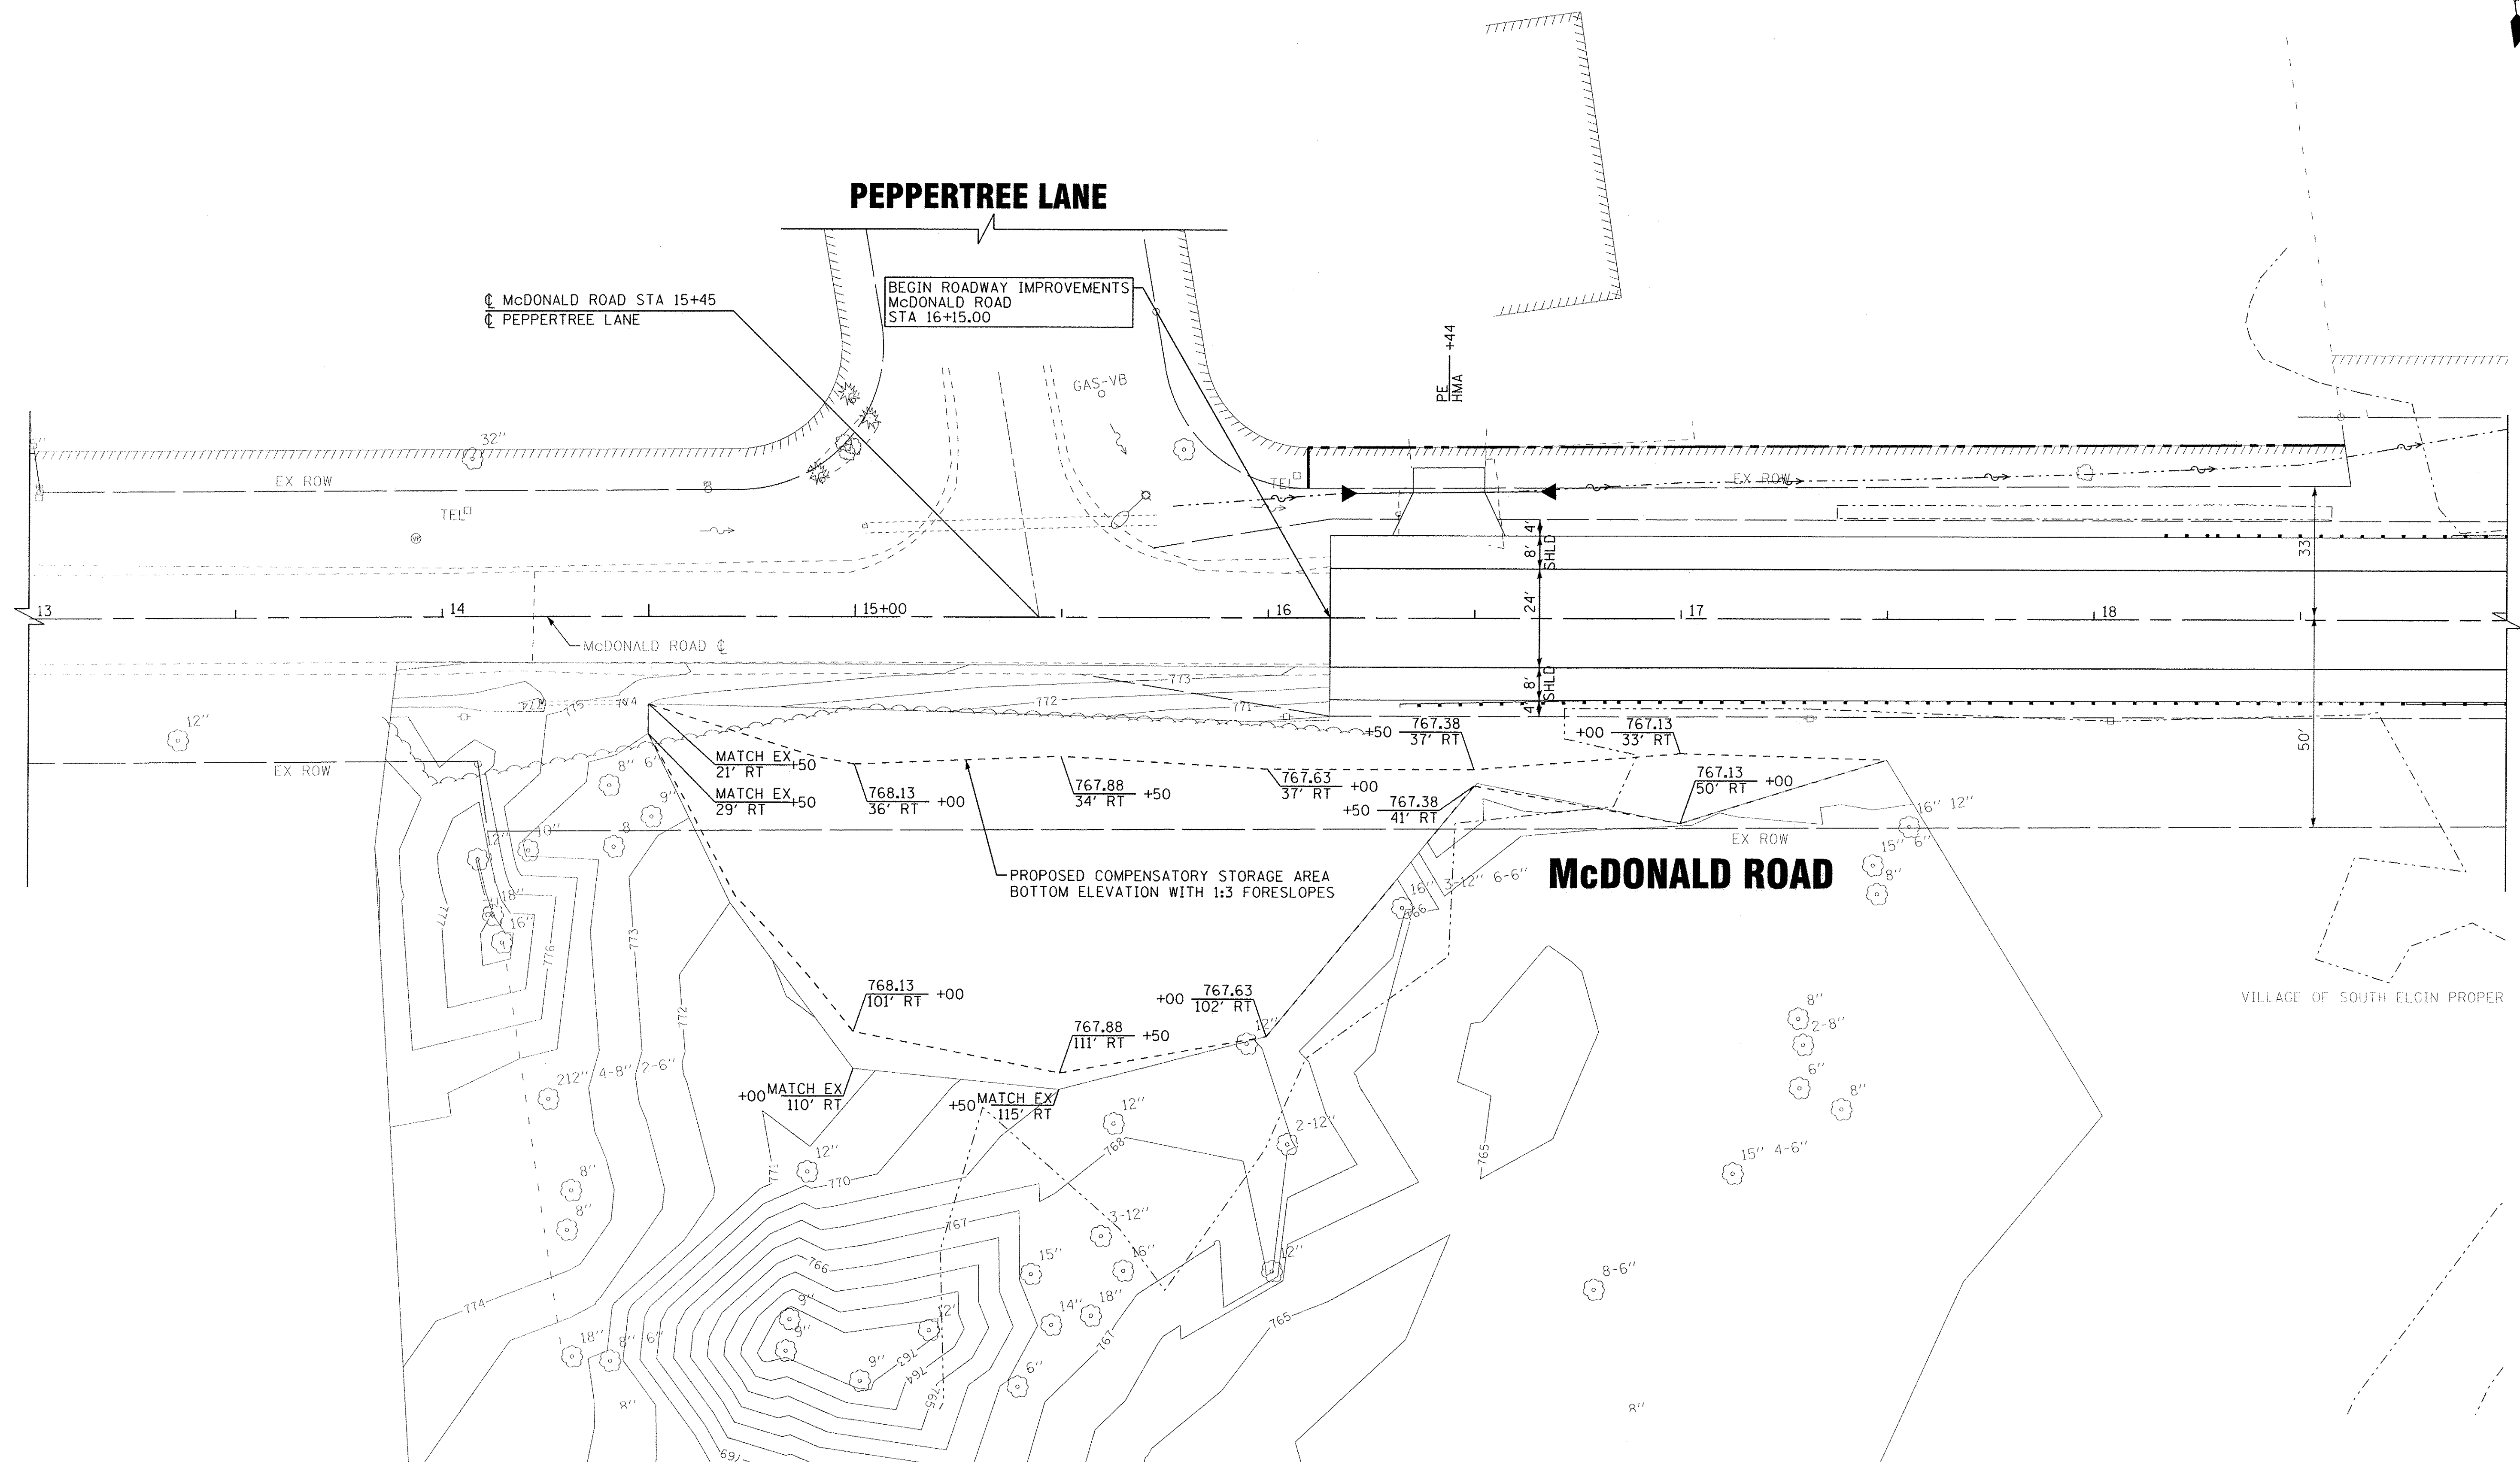 PEPPERTREE LANE
℄ McDONALD ROAD STA 15+45
℄ PEPPERTREE LANE
BEGIN ROADWAY IMPROVEMENTS
McDONALD ROAD
STA 16+15.00
PE +44
HMA
GAS-VB
32"
EX ROW
TEL
TEL
EX ROW
VP
4'
8'
SHLD
24'
8'
SHLD
4'
33'
50'
13
14
15+00
16
17
18
McDONALD ROAD ℄
773
772
771
774
775
774
12"
EX ROW
MATCH EX +50
21' RT
MATCH EX +50
29' RT
768.13 +00
36' RT
767.88 +50
34' RT
767.63 +00
37' RT
+50 767.38
37' RT
+50 767.38
41' RT
+00 767.13
33' RT
767.13 +00
50' RT
8" 6"
9"
8
10"
12"
18"
16"
EX ROW
16" 12"
15" 6"
8"
McDONALD ROAD
PROPOSED COMPENSATORY STORAGE AREA
BOTTOM ELEVATION WITH 1:3 FORESLOPES
16" 3-12" 6-6"
766
777
776
773
772
768.13 +00
101' RT
767.88 +50
111' RT
+00 767.63
102' RT
12"
VILLAGE OF SOUTH ELGIN PROPER
8"
2-8"
6"
8"
212" 4-8" 2-6"
+00 MATCH EX
110' RT
+50 MATCH EX
115' RT
12"
2-12"
768
765
15" 4-6"
12"
771
770
8"
8"
767
3-12"
16"
15"
12"
8-6"
766
774
9"
9"
12"
14"
18"
767
765
18"
8" 6"
6"
763
764
765
6"
8"
8"
769